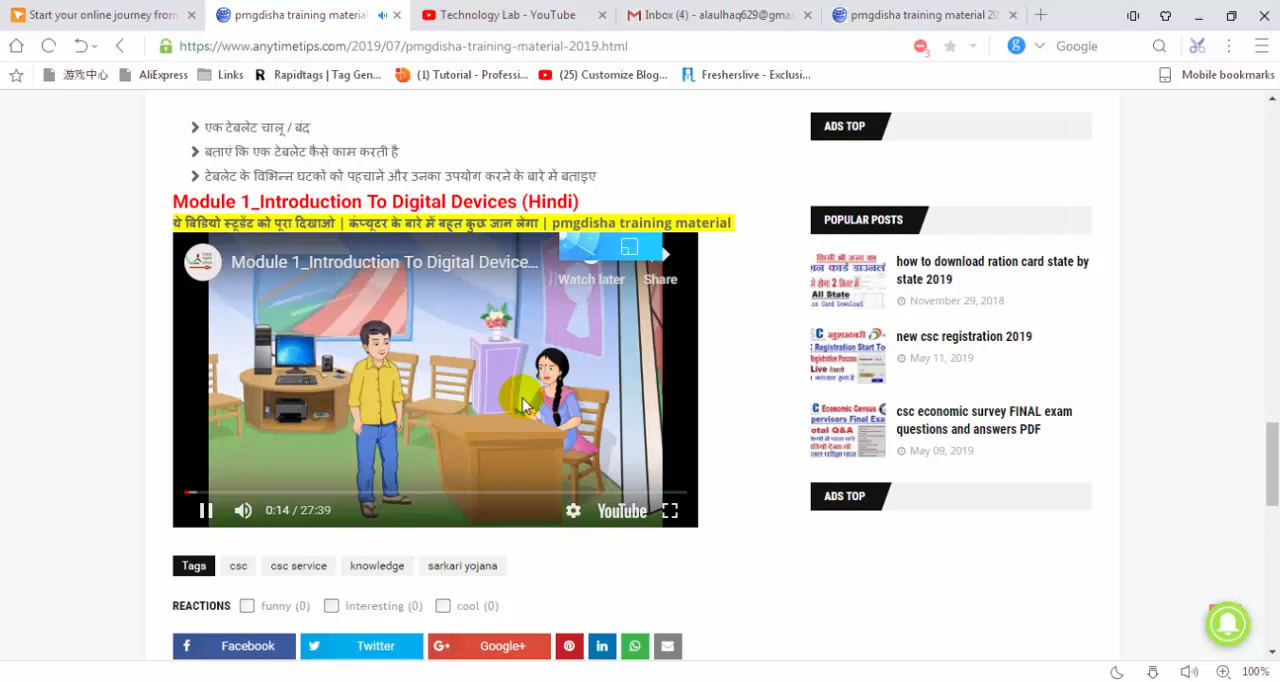 Start your online journey from
pmgdisha training material
Technology Lab - YouTube
Inbox (4) - alaulhaq629@gmai
pmgdisha training material 20
https://www.anytimetips.com/2019/07/pmgdisha-training-material-2019.html
3
Google
游戏中心
AliExpress
Links
Rapidtags | Tag Gen...
(1) Tutorial - Professi...
(25) Customize Blog...
Fresherslive - Exclusi...
Mobile bookmarks
एक टेबलेट चालू / बंद
बताएं कि एक टेबलेट कैसे काम करती है
टेबलेट के विभिन्न घटकों को पहचानें और उनका उपयोग करने के बारे में बताइए
Module 1_Introduction To Digital Devices (Hindi)
ये विडियो स्टूडेंट को पूरा दिखाओ | कंप्यूटर के बारे में बहूत कुछ जान लेगा | pmgdisha training material
Module 1_Introduction To Digital Device...
Watch later
Share
0:14 / 27:39
YouTube
Tags
csc
csc service
knowledge
sarkari yojana
REACTIONS
funny (0)
interesting (0)
cool (0)
Facebook
Twitter
Google+
ADS TOP
POPULAR POSTS
All State
how to download ration card state by
state 2019
November 29, 2018
new csc registration 2019
May 11, 2019
csc economic survey FINAL exam
questions and answers PDF
May 09, 2019
ADS TOP
100%